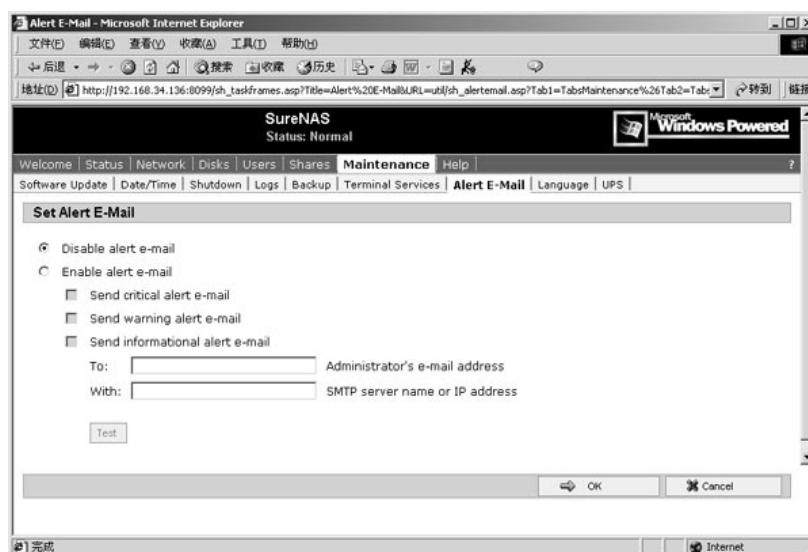 Alert E-Mail - Microsoft Internet Explorer
文件(F) 编辑(E) 查看(V) 收藏(A) 工具(T) 帮助(H)
后退 搜索 收藏 历史
地址(D) http://192.168.34.136:8099/sh_taskframes.asp?Title=Alert%20E-Mail&URL=util/sh_alertemail.asp?Tab1=TabsMaintenance%26Tab2=Tabs 转到 链接
SureNAS
Status: Normal
Microsoft
Windows Powered
Welcome | Status | Network | Disks | Users | Shares | Maintenance | Help | ?
Software Update | Date/Time | Shutdown | Logs | Backup | Terminal Services | Alert E-Mail | Language | UPS |
Set Alert E-Mail
Disable alert e-mail
Enable alert e-mail
Send critical alert e-mail
Send warning alert e-mail
Send informational alert e-mail
To: Administrator's e-mail address
With: SMTP server name or IP address
Test
OK Cancel
完成 Internet